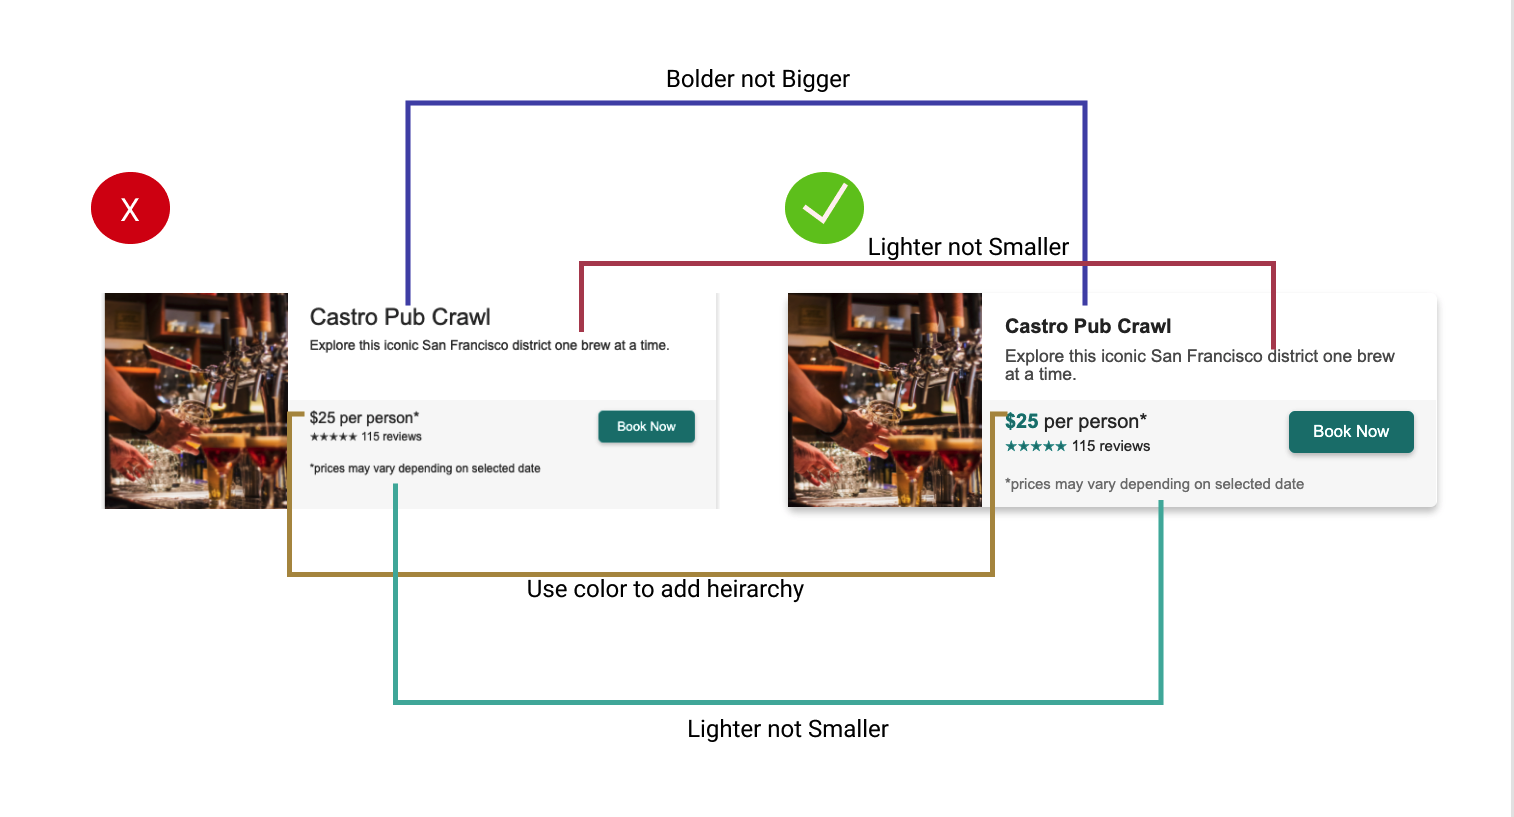 Bolder not Bigger
X
Lighter not Smaller
Castro Pub Crawl
Explore this iconic San Francisco district one brew at a time.
$25 per person*
★★★★★ 115 reviews
Book Now
*prices may vary depending on selected date
Castro Pub Crawl
Explore this iconic San Francisco district one brew
at a time.
$25 per person*
★★★★★ 115 reviews
Book Now
*prices may vary depending on selected date
Use color to add heirarchy
Lighter not Smaller